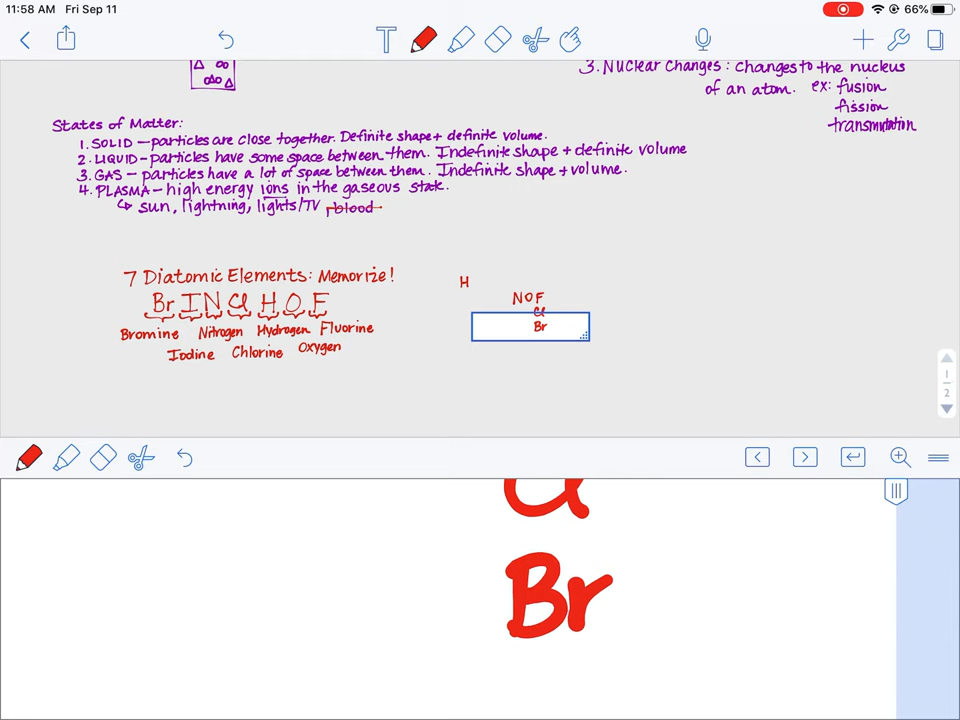 11:58 AM Fri Sep 11
66%
T
3. Nuclear Changes: Changes to the nucleus
of an atom. ex: fusion
fission
transmutation
States of Matter:
1. SOLID — particles are close together. Definite shape + definite volume.
2. LIQUID — particles have some space between them. Indefinite shape + definite volume
3. GAS — particles have a lot of space between them. Indefinite shape + volume.
4. PLASMA — high energy ions in the gaseous state.
↳ sun, lightning, lights/TV blood
7 Diatomic Elements: Memorize!
Br I N Cl H O F
Bromine Nitrogen Hydrogen Fluorine
Iodine Chlorine Oxygen
H
N O F
Cl
Br
1
2
Cl
Br